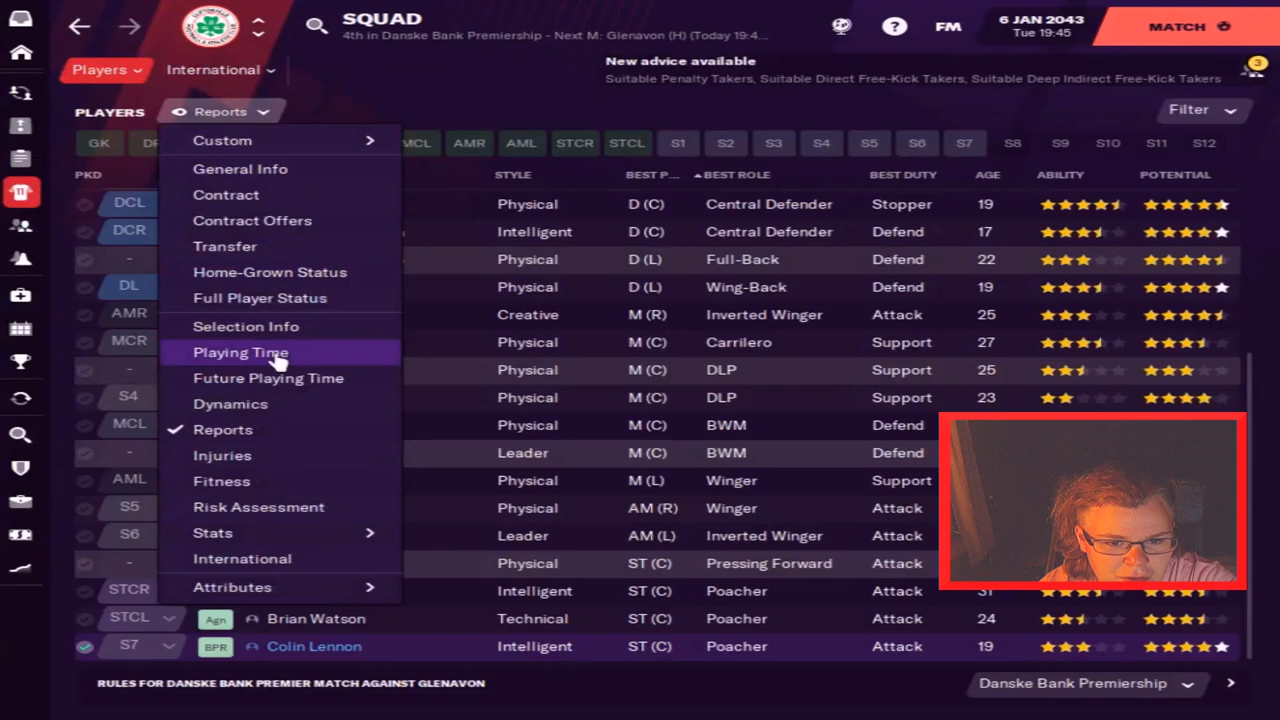 SQUAD
4th in Danske Bank Premiership - Next M: Glenavon (H) (Today 19:4...
FM
6 JAN 2043
Tue 19:45
MATCH
Players
International
New advice available
3
Suitable Penalty Takers, Suitable Direct Free-Kick Takers, Suitable Deep Indirect Free-Kick Takers
PLAYERS
Reports
Filter
GK
MCL AMR AML STCR STCL S1 S2 S3 S4 S5 S6 S7 S8 S9 S10 S11 S12
PKD STYLE BEST P... BEST ROLE BEST DUTY AGE ABILITY POTENTIAL
Custom
General Info
Contract
Contract Offers
Transfer
Home-Grown Status
Full Player Status
Selection Info
Playing Time
Future Playing Time
Dynamics
Reports
Injuries
Fitness
Risk Assessment
Stats
International
Attributes
DCL Physical D (C) Central Defender Stopper 19
DCR Intelligent D (C) Central Defender Defend 17
- Physical D (L) Full-Back Defend 22
DL Physical D (L) Wing-Back Defend 19
AMR Creative M (R) Inverted Winger Attack 25
MCR Physical M (C) Carrilero Support 27
- Physical M (C) DLP Support 25
S4 Physical M (C) DLP Support 23
MCL Physical M (C) BWM Defend
- Leader M (C) BWM Defend
AML Physical M (L) Winger Support
S5 Physical AM (R) Winger Attack
S6 Leader AM (L) Inverted Winger Attack
- Physical ST (C) Pressing Forward Attack
STCR Intelligent ST (C) Poacher Attack 31
STCL Agn Brian Watson Technical ST (C) Poacher Attack 24
S7 BPR Colin Lennon Intelligent ST (C) Poacher Attack 19
RULES FOR DANSKE BANK PREMIER MATCH AGAINST GLENAVON
Danske Bank Premiership